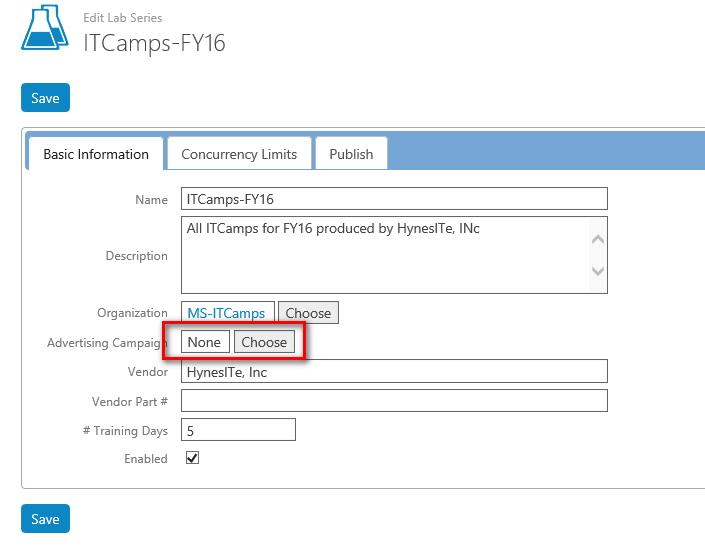 Edit Lab Series
ITCamps-FY16
Save
Basic Information Concurrency Limits Publish
Name ITCamps-FY16
Description All ITCamps for FY16 produced by HynesITe, INc
Organization MS-ITCamps Choose
Advertising Campaign None Choose
Vendor HynesITe, Inc
Vendor Part #
# Training Days 5
Enabled
Save